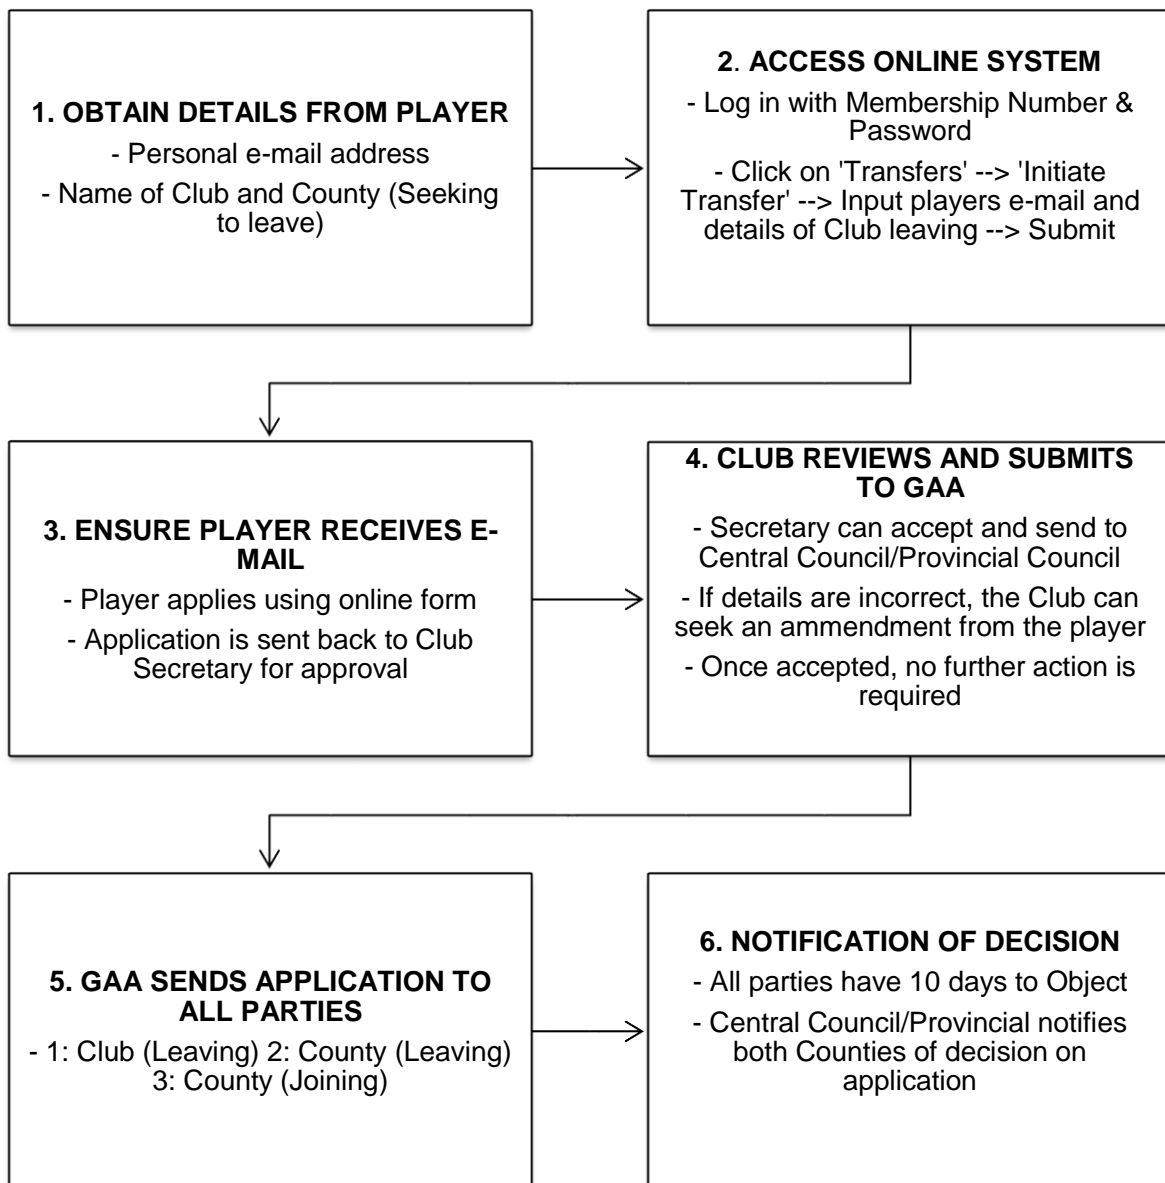 1. OBTAIN DETAILS FROM PLAYER
- Personal e-mail address
- Name of Club and County (Seeking
to leave)
2. ACCESS ONLINE SYSTEM
- Log in with Membership Number &
Password
- Click on 'Transfers' --> 'Initiate
Transfer' --> Input players e-mail and
details of Club leaving --> Submit
3. ENSURE PLAYER RECEIVES E-
MAIL
- Player applies using online form
- Application is sent back to Club
Secretary for approval
4. CLUB REVIEWS AND SUBMITS
TO GAA
- Secretary can accept and send to
Central Council/Provincial Council
- If details are incorrect, the Club can
seek an ammendment from the player
- Once accepted, no further action is
required
5. GAA SENDS APPLICATION TO
ALL PARTIES
- 1: Club (Leaving) 2: County (Leaving)
3: County (Joining)
6. NOTIFICATION OF DECISION
- All parties have 10 days to Object
- Central Council/Provincial notifies
both Counties of decision on
application